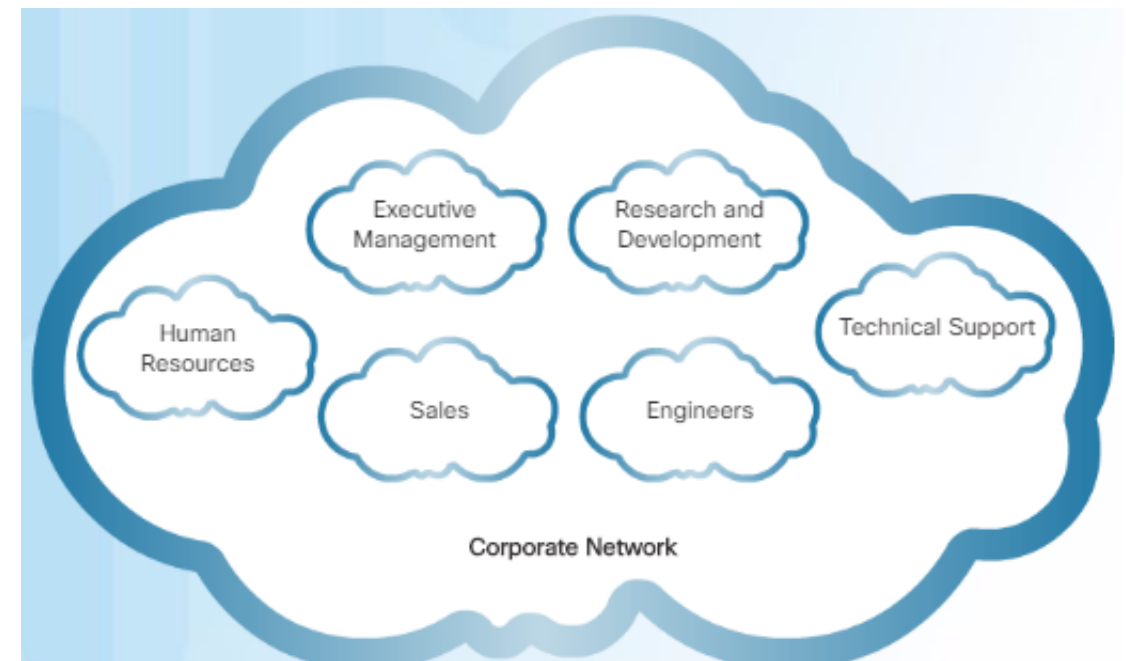 Executive
Management
Research and
Development
Human
Resources
Technical Support
Sales
Engineers
Corporate Network